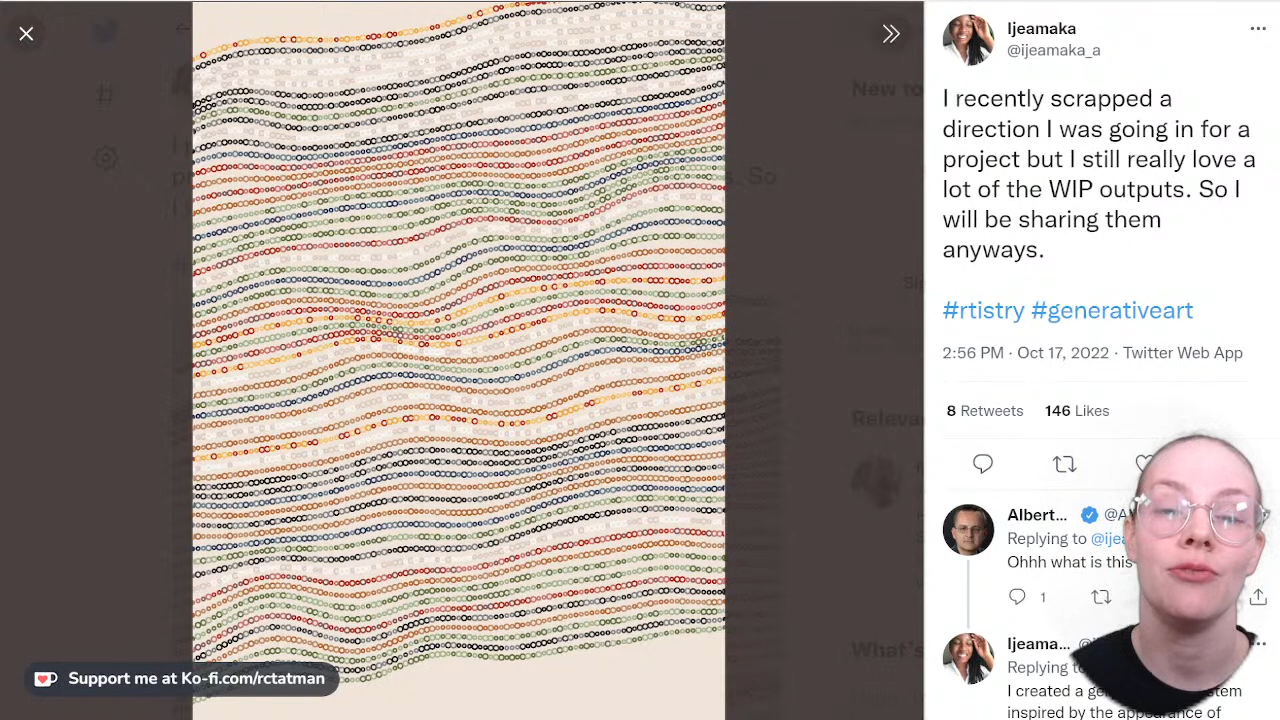 Ijeamaka
@ijeamaka_a
I recently scrapped a
direction I was going in for a
project but I still really love a
lot of the WIP outputs. So I
will be sharing them
anyways.
#rtistry #generativeart
2:56 PM · Oct 17, 2022 · Twitter Web App
8 Retweets 146 Likes
Albert... @A
Replying to @ijea
Ohhh what is this
1
Ijeama...
Replying to
I created a
inspired by the appearance of
Support me at Ko-fi.com/rctatman